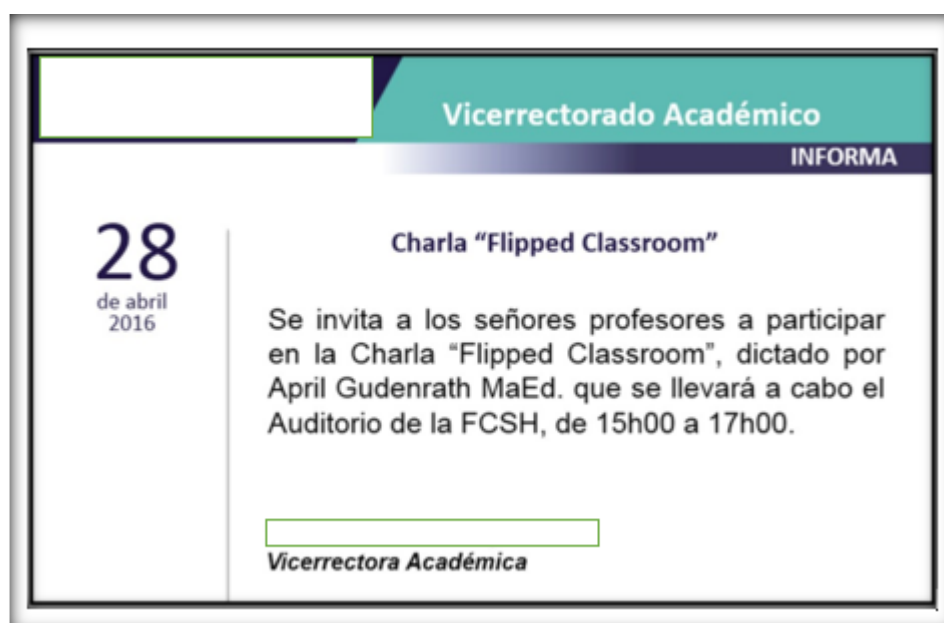 Vicerrectorado Académico
INFORMA
28
de abril
2016
Charla “Flipped Classroom”
Se invita a los señores profesores a participar
en la Charla “Flipped Classroom”, dictado por
April Gudenrath MaEd. que se llevará a cabo el
Auditorio de la FCSH, de 15h00 a 17h00.
Vicerrectora Académica